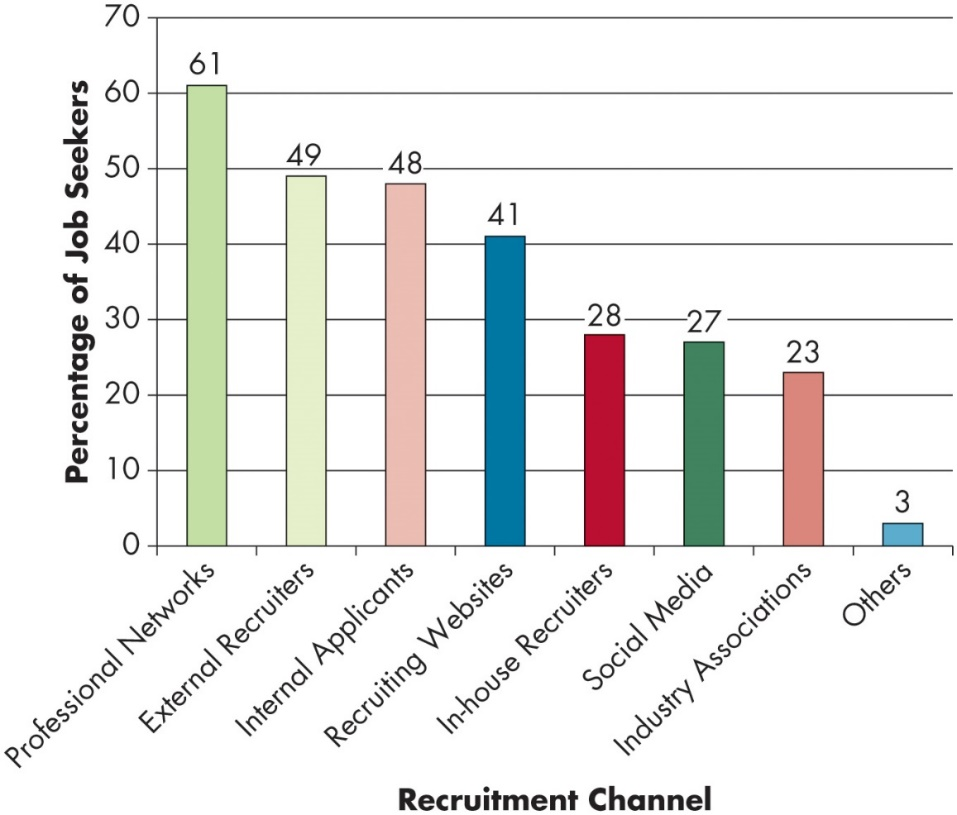 Percentage of Job Seekers
70
60
50
40
30
20
10
0
61
49
48
41
28
27
23
3
Professional Networks
External Recruiters
Internal Applicants
Recruiting Websites
In-house Recruiters
Social Media
Industry Associations
Others
Recruitment Channel